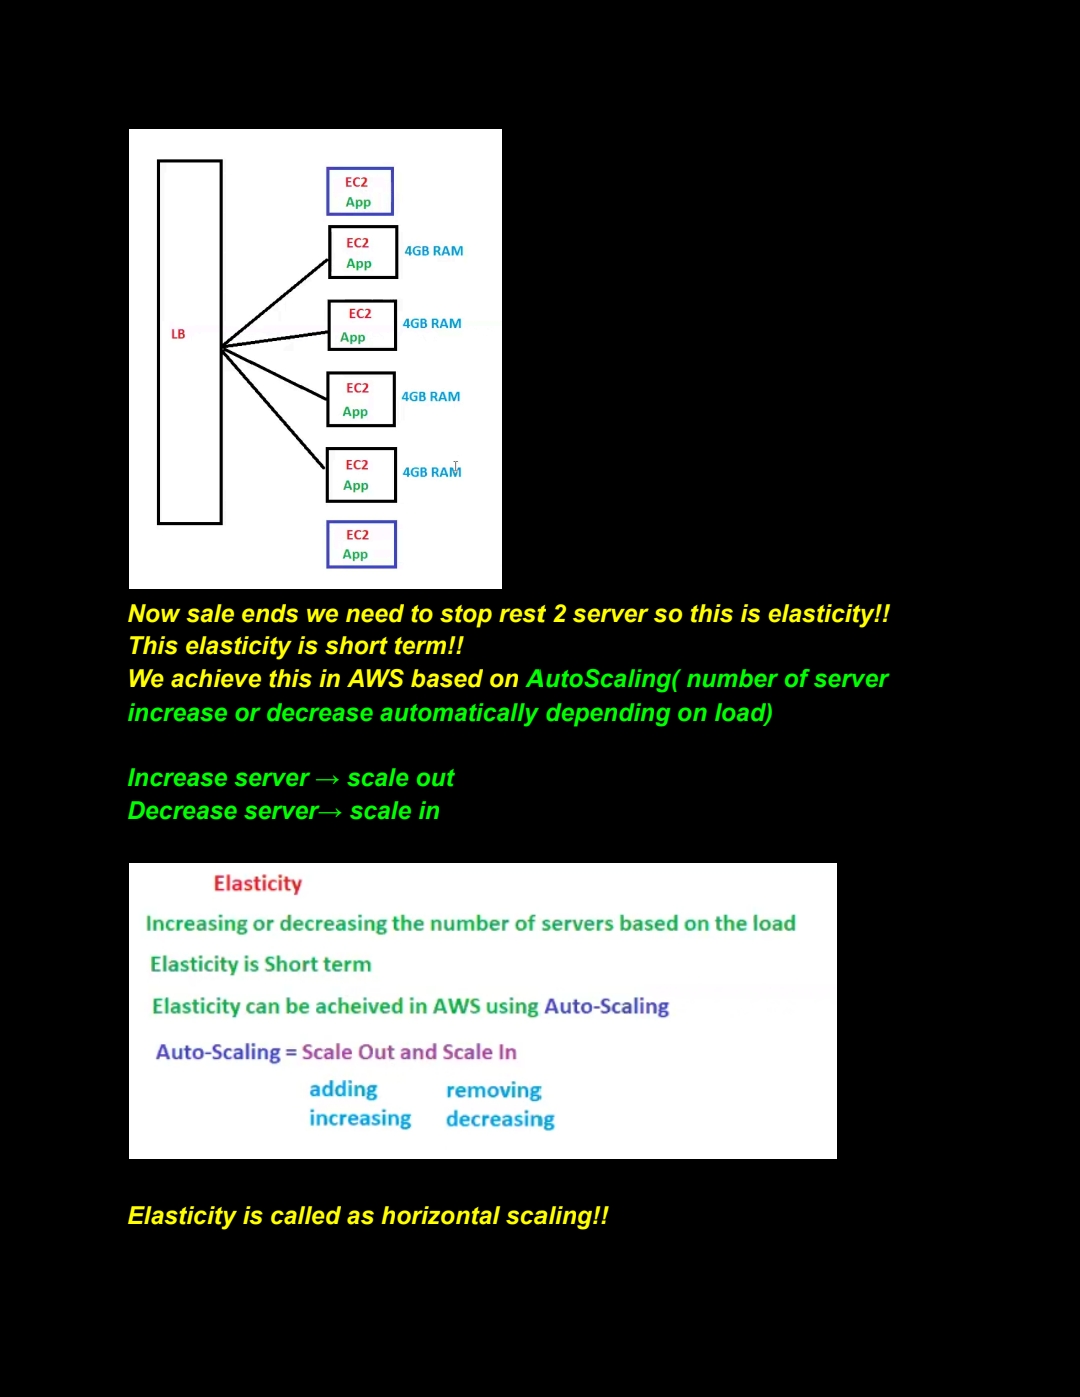 EC2
App
EC2
App
4GB RAM
EC2
App
4GB RAM
LB
EC2
App
4GB RAM
EC2
App
4GB RAM
EC2
App
Now sale ends we need to stop rest 2 server so this is elasticity!!
This elasticity is short term!!
We achieve this in AWS based on AutoScaling( number of server
increase or decrease automatically depending on load)
Increase server → scale out
Decrease server→ scale in
Elasticity
Increasing or decreasing the number of servers based on the load
Elasticity is Short term
Elasticity can be acheived in AWS using Auto-Scaling
Auto-Scaling = Scale Out and Scale In
adding removing
increasing decreasing
Elasticity is called as horizontal scaling!!